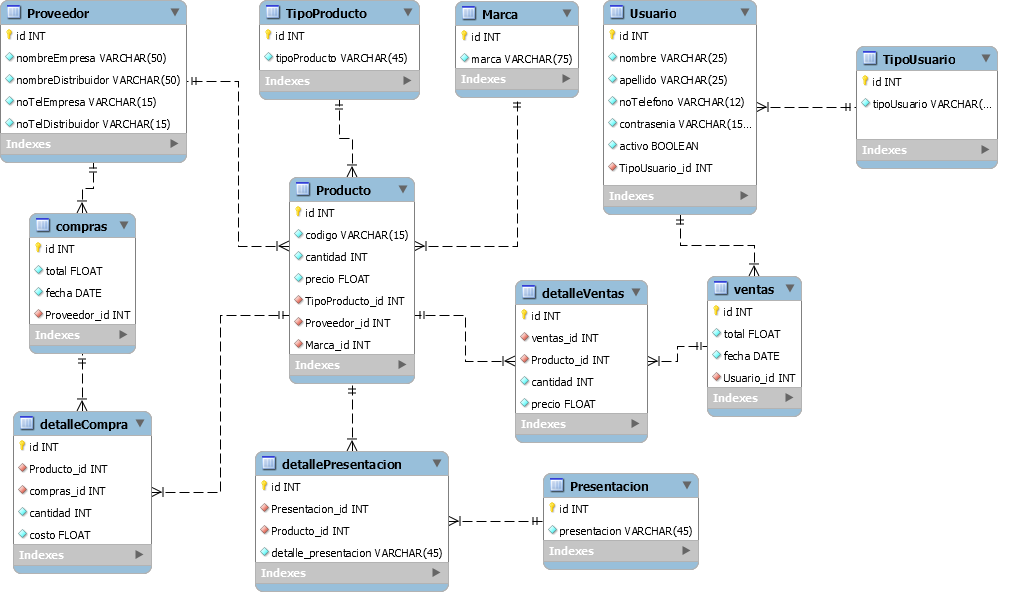 Proveedor
id INT
nombreEmpresa VARCHAR(50)
nombreDistribuidor VARCHAR(50)
noTelEmpresa VARCHAR(15)
noTelDistribuidor VARCHAR(15)
Indexes
TipoProducto
id INT
tipoProducto VARCHAR(45)
Indexes
Marca
id INT
marca VARCHAR(75)
Indexes
Usuario
id INT
nombre VARCHAR(25)
apellido VARCHAR(25)
noTelefono VARCHAR(12)
contrasenia VARCHAR(15...
activo BOOLEAN
TipoUsuario_id INT
Indexes
TipoUsuario
id INT
tipoUsuario VARCHAR(...
Indexes
compras
id INT
total FLOAT
fecha DATE
Proveedor_id INT
Indexes
Producto
id INT
codigo VARCHAR(15)
cantidad INT
precio FLOAT
TipoProducto_id INT
Proveedor_id INT
Marca_id INT
Indexes
detalleVentas
id INT
ventas_id INT
Producto_id INT
cantidad INT
precio FLOAT
Indexes
ventas
id INT
total FLOAT
fecha DATE
Usuario_id INT
Indexes
detalleCompra
id INT
Producto_id INT
compras_id INT
cantidad INT
costo FLOAT
Indexes
detallePresentacion
id INT
Presentacion_id INT
Producto_id INT
detalle_presentacion VARCHAR(45)
Indexes
Presentacion
id INT
presentacion VARCHAR(45)
Indexes